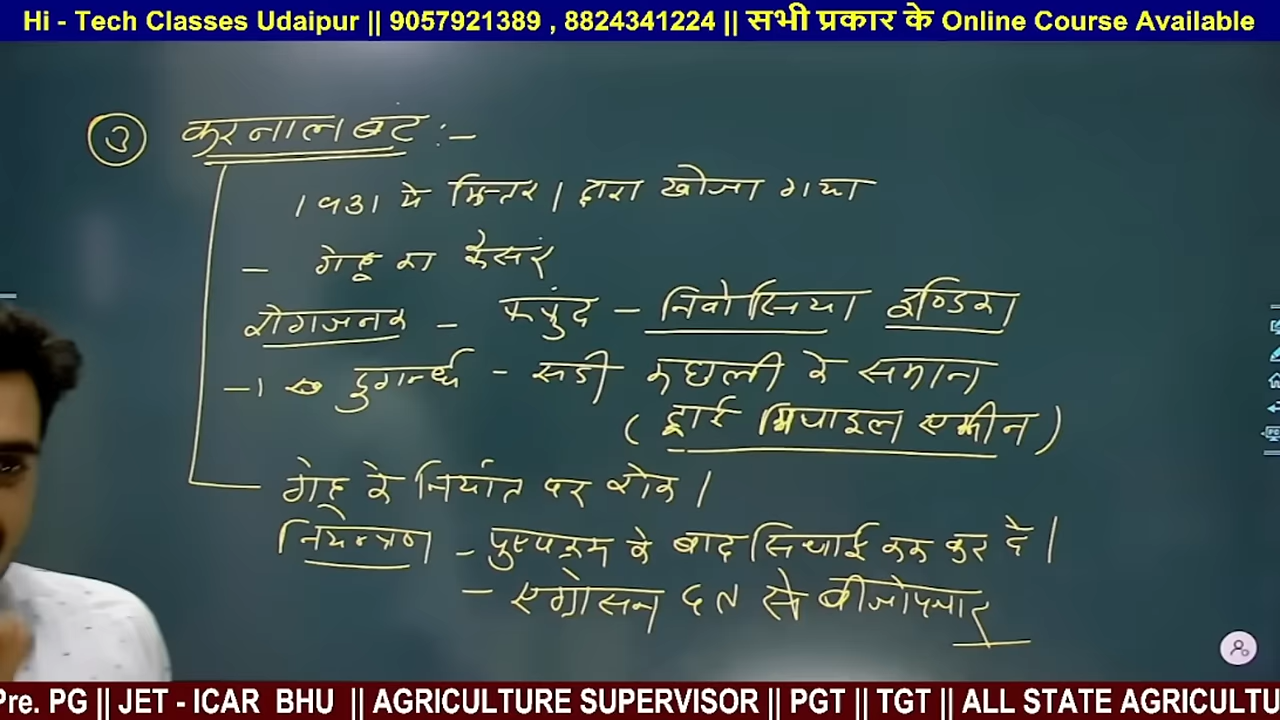 Hi - Tech Classes Udaipur || 9057921389 , 8824341224 || सभी प्रकार के Online Course Available
③ करनाल बंट :-
1931 में मित्तर | द्वारा खोजा गया
- गेहू का कैंसर
रोगजनक - फफुंद - निवोसिया इण्डिका
-1 दुगन्र्ध - सडी मछली के समान
( ट्राई मिथाइल एमीन )
गेहू के निर्यात पर रोक |
नियन्त्रण - पुष्पक्रम के बाद सिचाई कम कर दे |
- एग्रोसन से बीजोपचार
Pre. PG || JET - ICAR BHU || AGRICULTURE SUPERVISOR || PGT || TGT || ALL STATE AGRICULTU